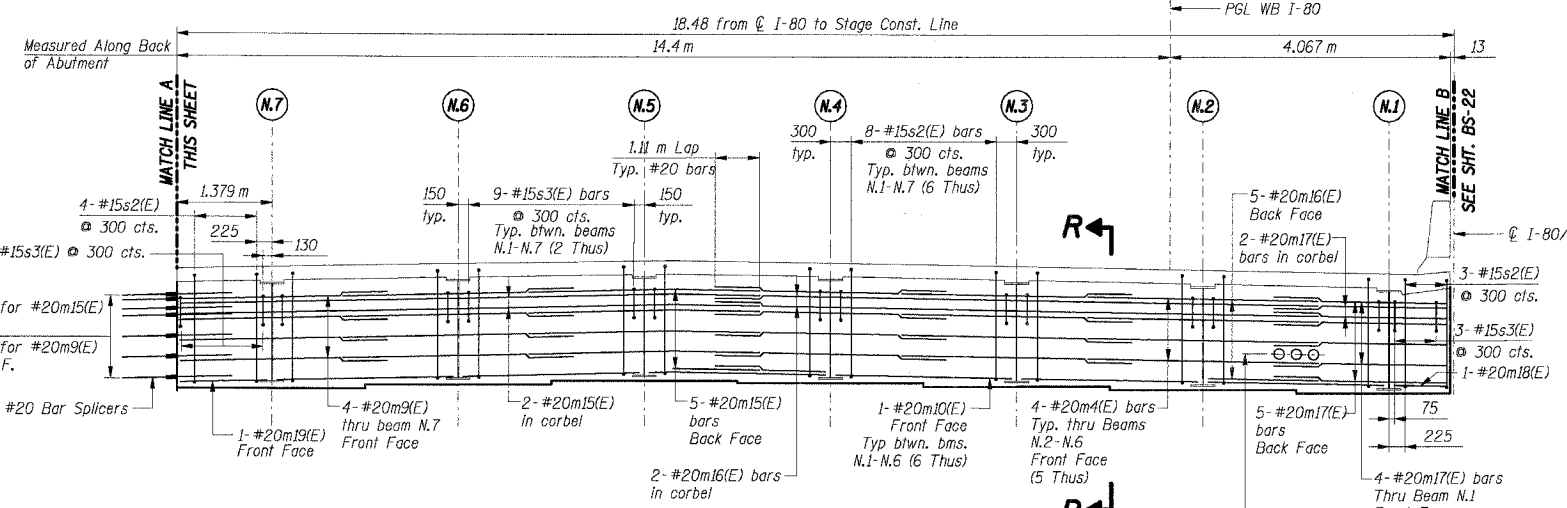 PGL WB I-80
18.48 from ℄ I-80 to Stage Const. Line
Measured Along Back
of Abutment
14.4 m
4.067 m
13
MATCH LINE A
THIS SHEET
N.7
N.6
N.5
N.4
N.3
N.2
N.1
MATCH LINE B
SEE SHT. BS-22
1.379 m
4- #15s2(E)
@ 300 cts.
225
130
#15s3(E) @ 300 cts.
150
typ.
9- #15s3(E) bars
@ 300 cts.
Typ. btwn. beams
N.1-N.7 (2 Thus)
150
typ.
1.11 m Lap
Typ. #20 bars
300
typ.
8- #15s2(E) bars
@ 300 cts.
Typ. btwn. beams
N.1-N.7 (6 Thus)
300
typ.
R
5- #20m16(E)
Back Face
2- #20m17(E)
bars in corbel
℄ I-80/
3- #15s2(E)
@ 300 cts.
for #20m15(E)
for #20m9(E)
F.
#20 Bar Splicers
3- #15s3(E)
@ 300 cts.
1- #20m18(E)
75
225
1- #20m19(E)
Front Face
4- #20m9(E)
thru beam N.7
Front Face
2- #20m15(E)
in corbel
5- #20m15(E)
bars
Back Face
2- #20m16(E) bars
in corbel
1- #20m10(E)
Front Face
Typ btwn. bms.
N.1-N.6 (6 Thus)
4- #20m4(E) bars
Typ. thru Beams
N.2-N.6
Front Face
(5 Thus)
5- #20m17(E)
bars
Back Face
4- #20m17(E) bars
Thru Beam N.1
R